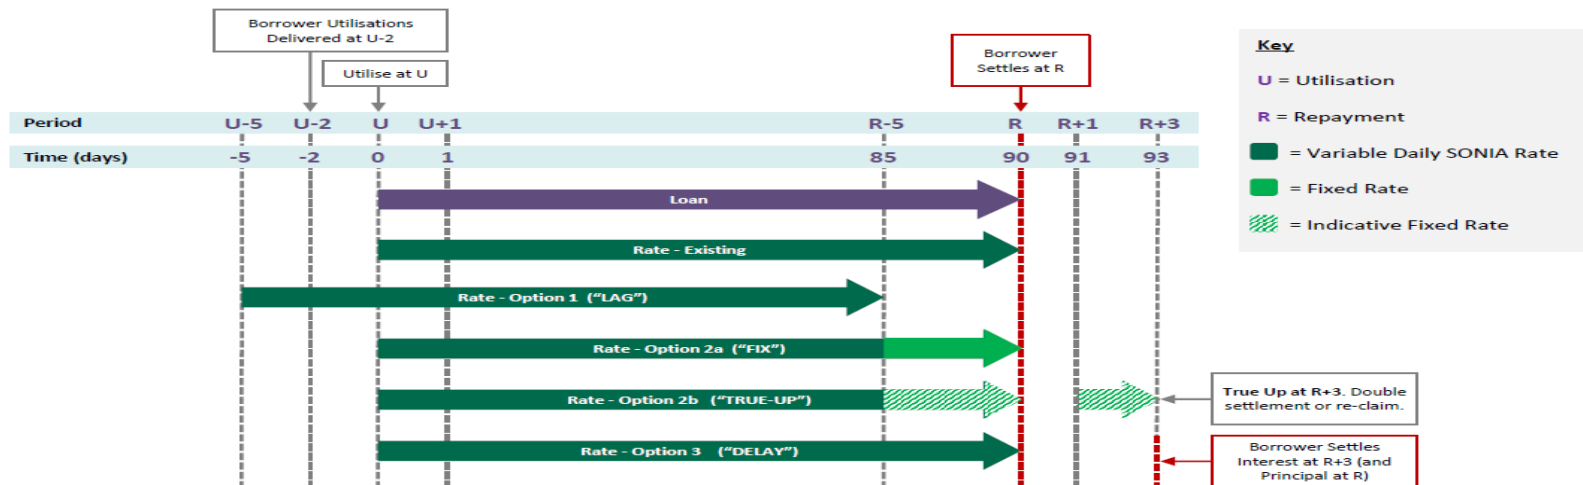 Borrower Utilisations
Delivered at U-2
Utilise at U
Borrower
Settles at R
Key
U = Utilisation
R = Repayment
= Variable Daily SONIA Rate
= Fixed Rate
= Indicative Fixed Rate
Period U-5 U-2 U U+1 R-5 R R+1 R+3
Time (days) -5 -2 0 1 85 90 91 93
Loan
Rate - Existing
Rate - Option 1 (“LAG”)
Rate - Option 2a (“FIX”)
Rate - Option 2b (“TRUE-UP”)
True Up at R+3. Double
settlement or re-claim.
Rate - Option 3 (“DELAY”)
Borrower Settles
Interest at R+3 (and
Principal at R)